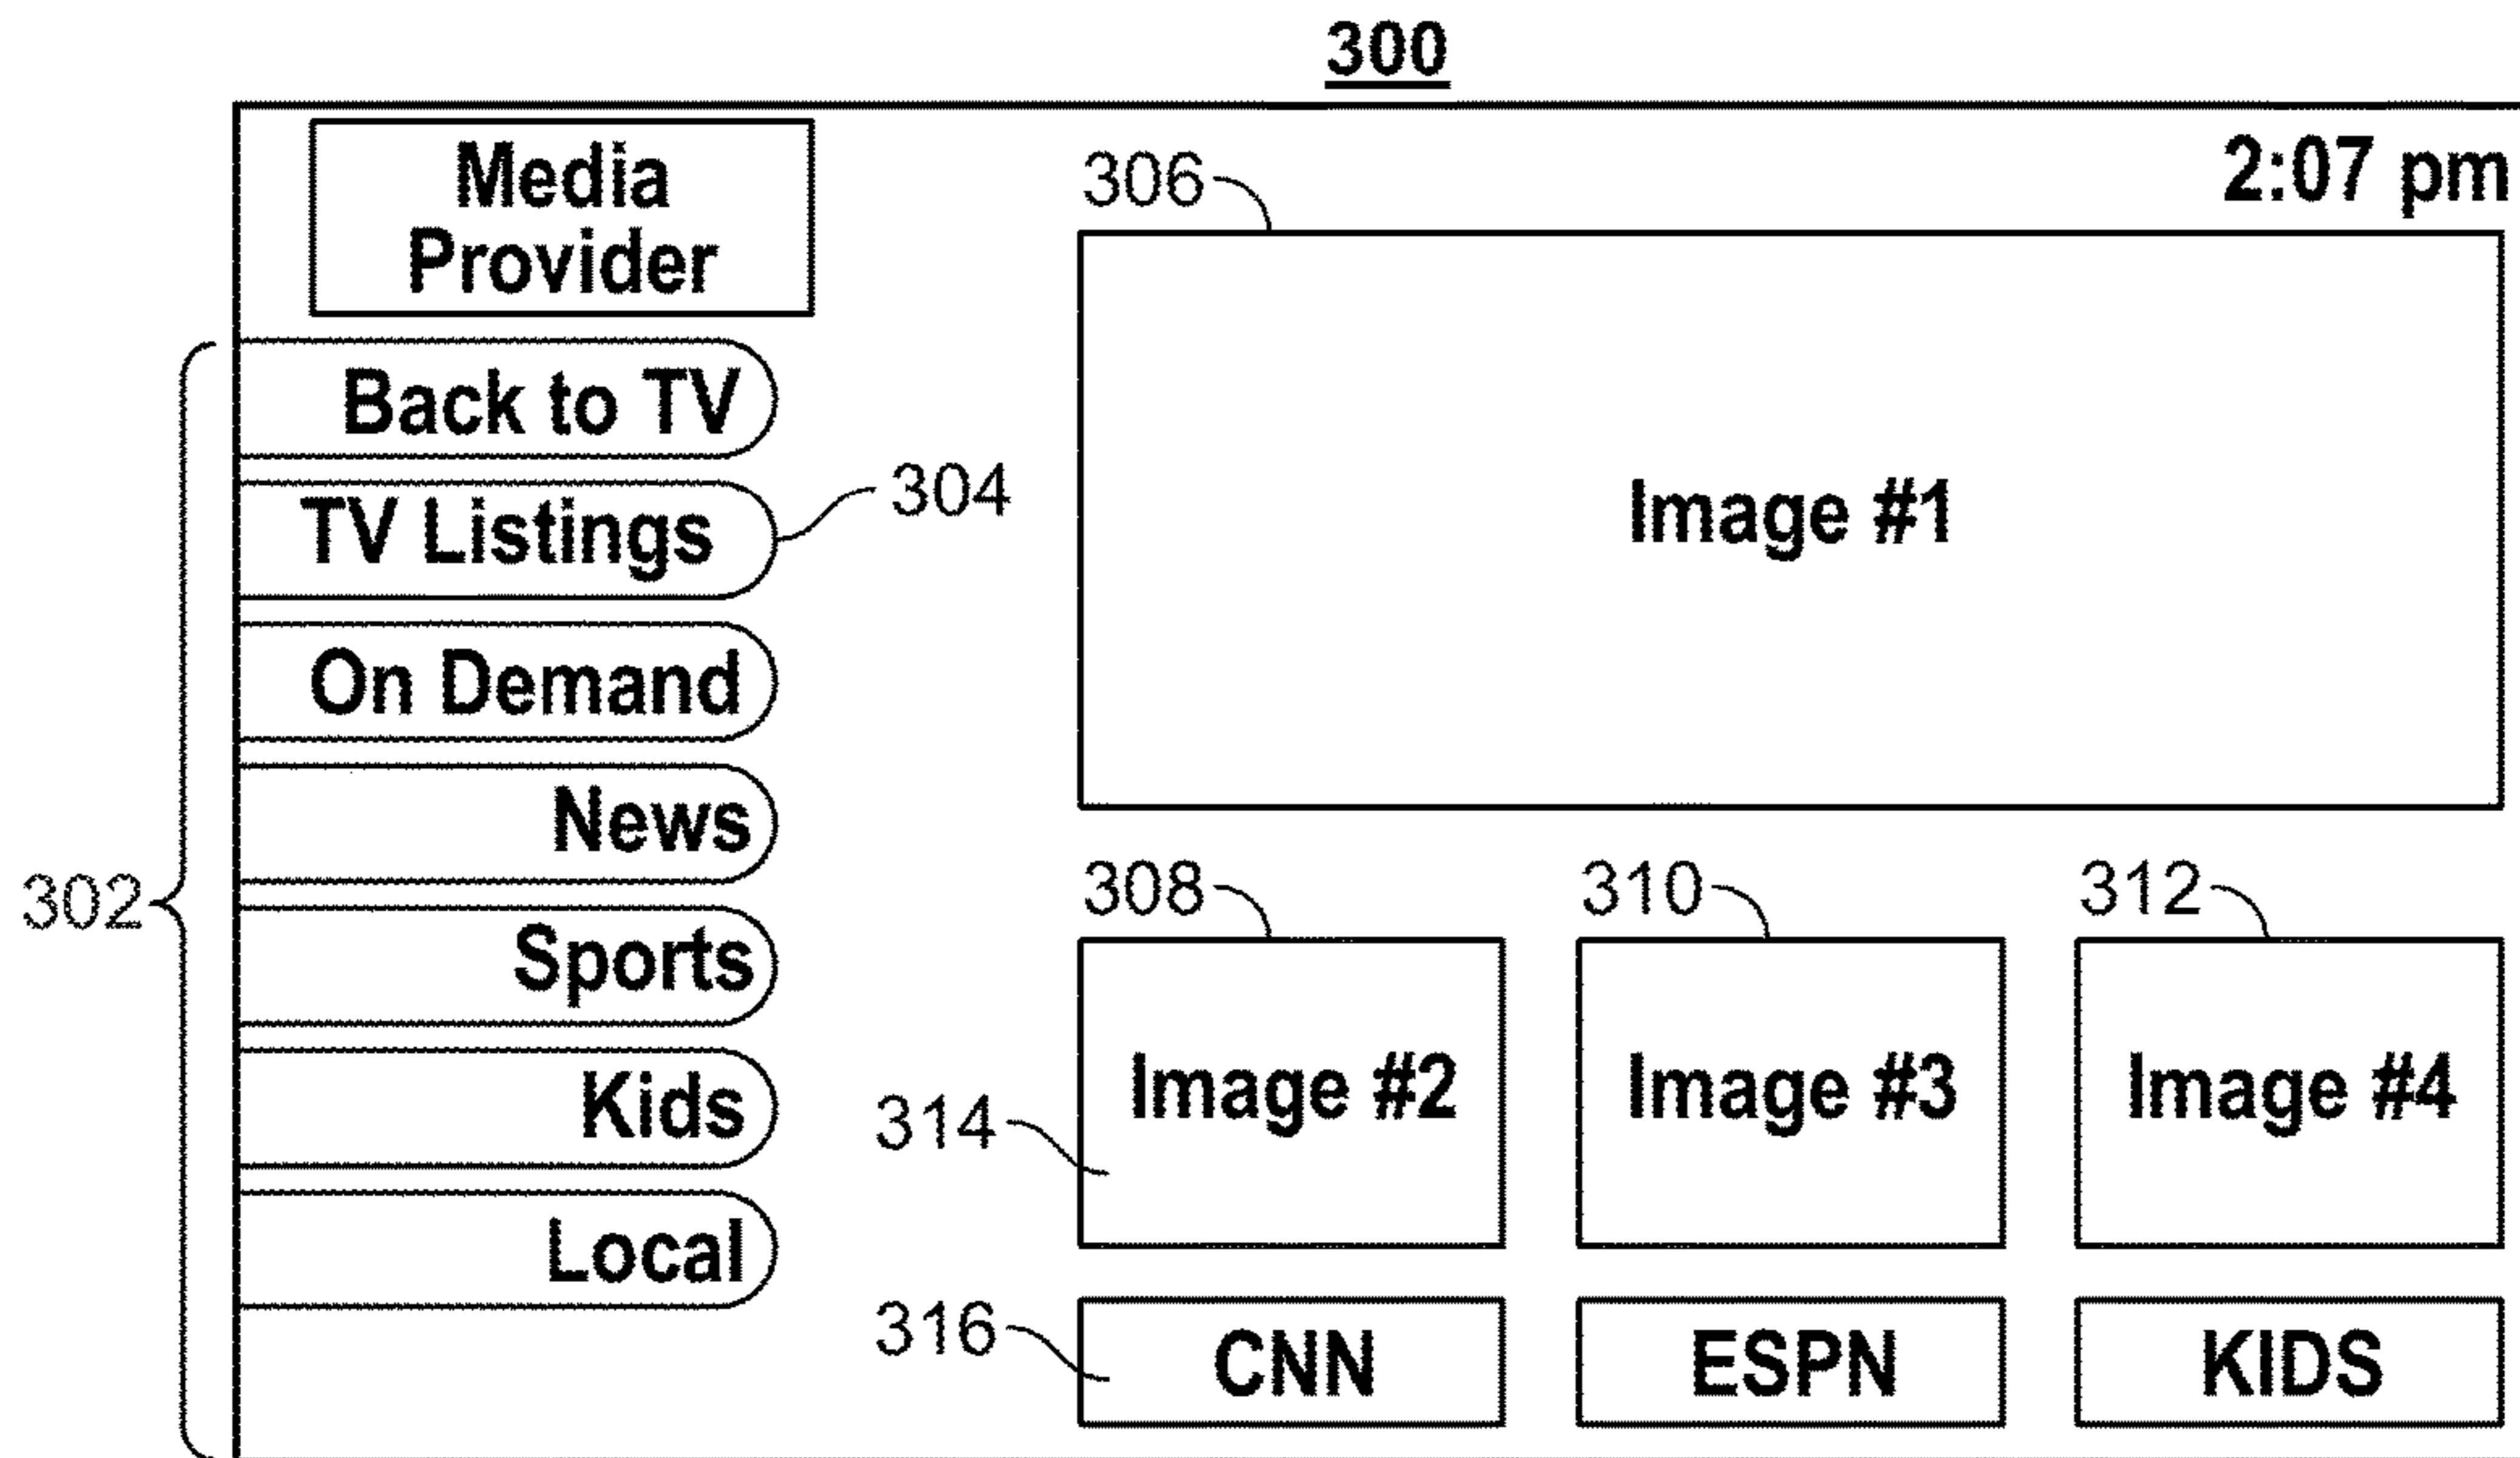 300
Media
Provider
2:07 pm
306
Back to TV
TV Listings
304
Image #1
On Demand
News
302
308
310
312
Sports
Kids
314
Image #2
Image #3
Image #4
Local
316
CNN
ESPN
KIDS